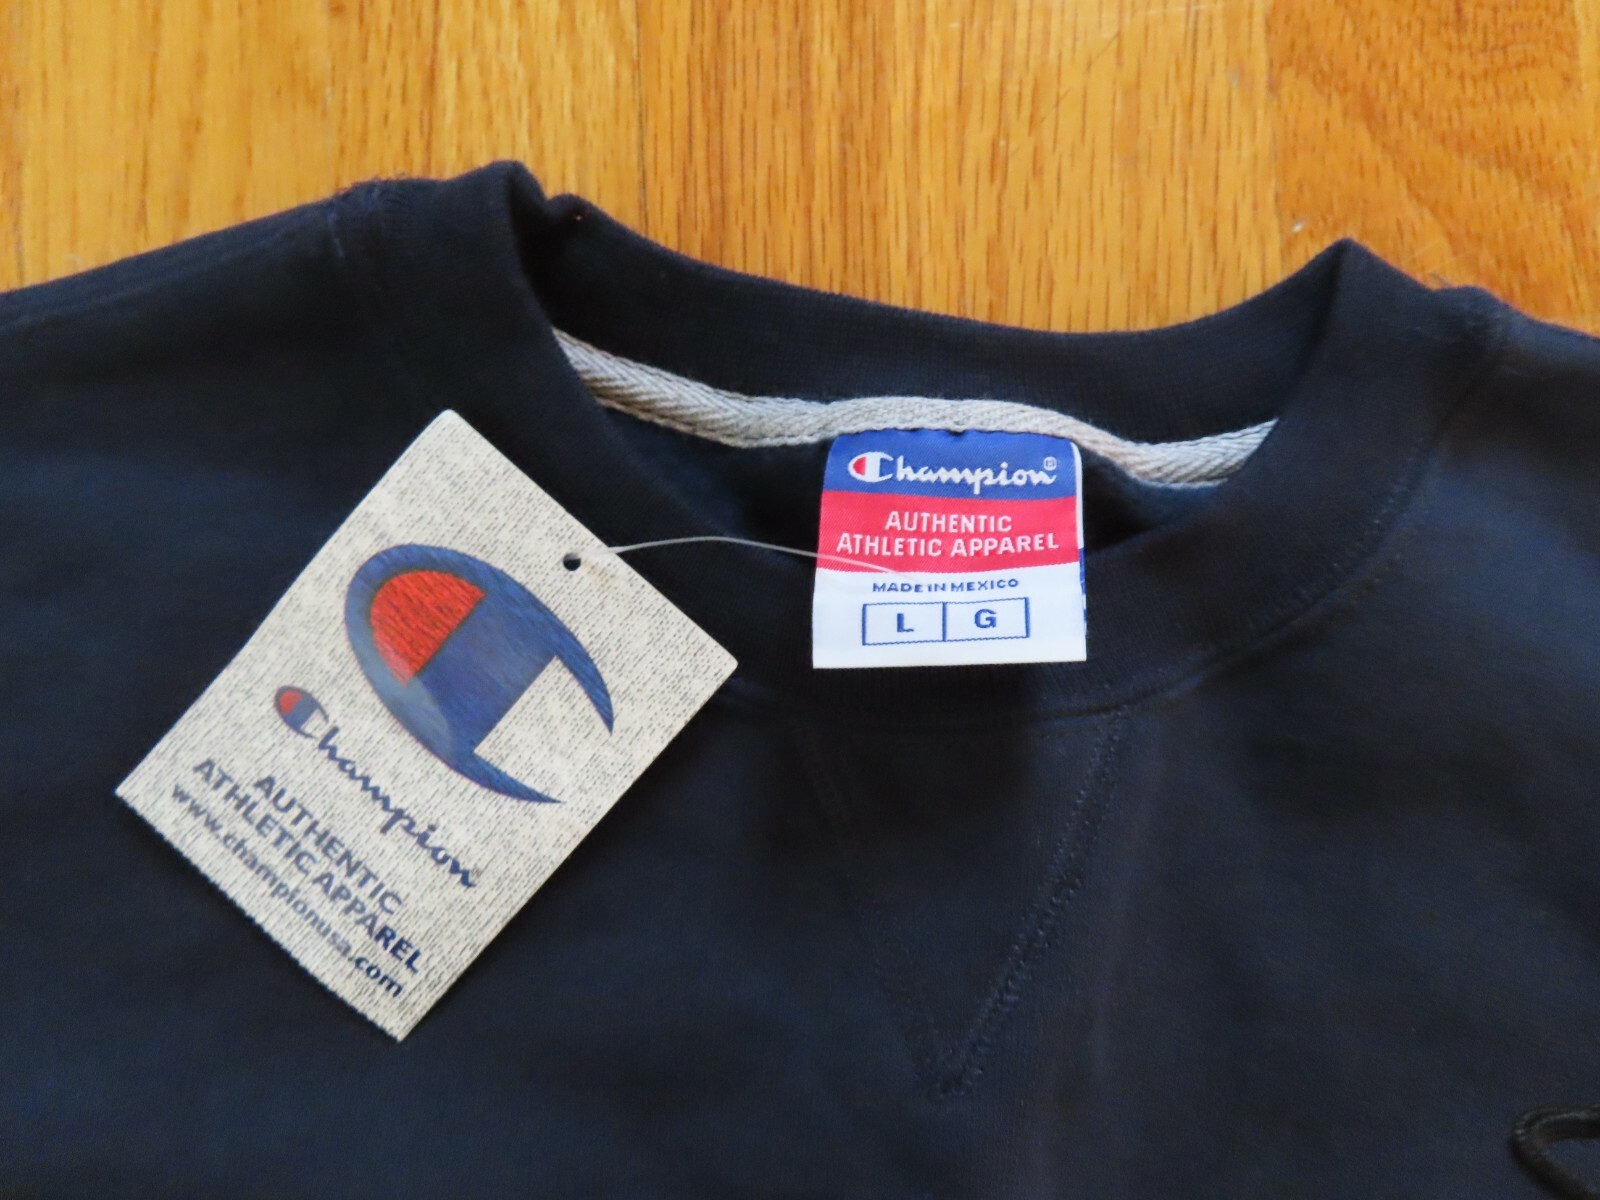 Champion®
AUTHENTIC
ATHLETIC APPAREL
MADE IN MEXICO
L G
Champion
AUTHENTIC
ATHLETIC APPAREL
www.championusa.com